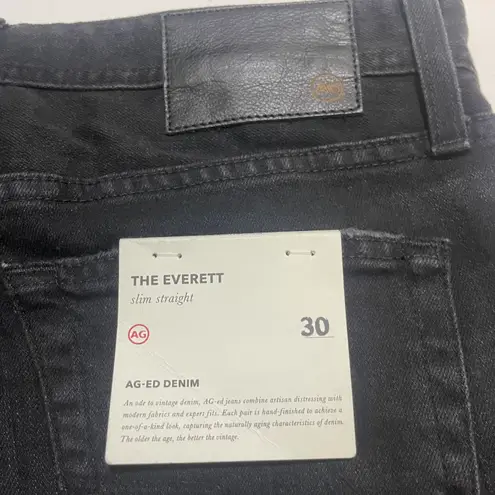 AG
THE EVERETT
slim straight
AG
30
AG-ED DENIM
An ode to vintage denim, AG-ed jeans combine artisan distressing with
modern fabrics and expert fits. Each pair is hand-finished to achieve a
one-of-a-kind look, capturing the naturally aging characteristics of denim.
The older the age, the better the vintage.